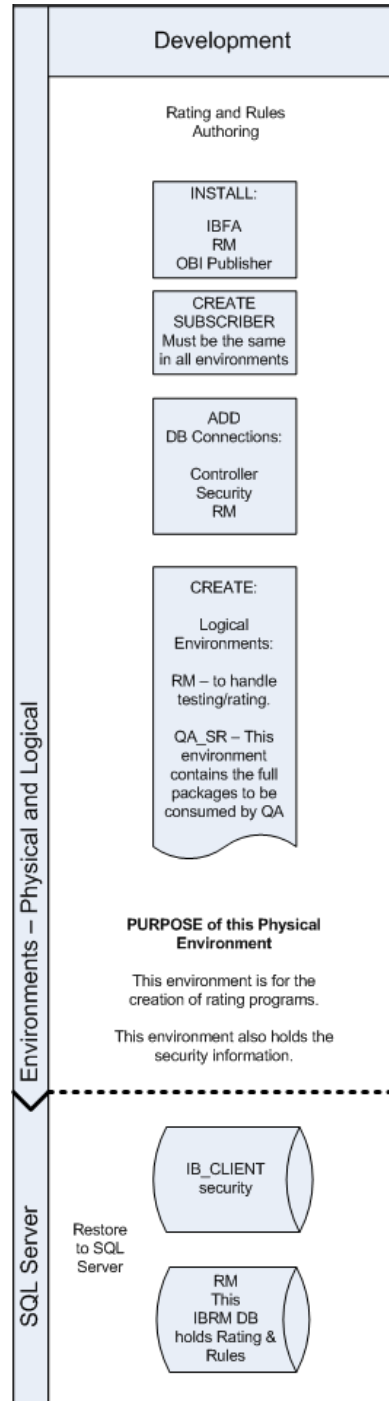 Development
Rating and Rules
Authoring
INSTALL:
IBFA
RM
OBI Publisher
CREATE
SUBSCRIBER
Must be the same
in all environments
ADD
DB Connections:
Controller
Security
RM
CREATE:
Logical
Environments:
RM – to handle
testing/rating.
QA_SR – This
environment
contains the full
packages to be
consumed by QA
PURPOSE of this Physical
Environment
This environment is for the
creation of rating programs.
This environment also holds the
security information.
Environments – Physical and Logical
IB_CLIENT
security
Restore
to SQL
Server
RM
This
IBRM DB
holds Rating &
Rules
SQL Server